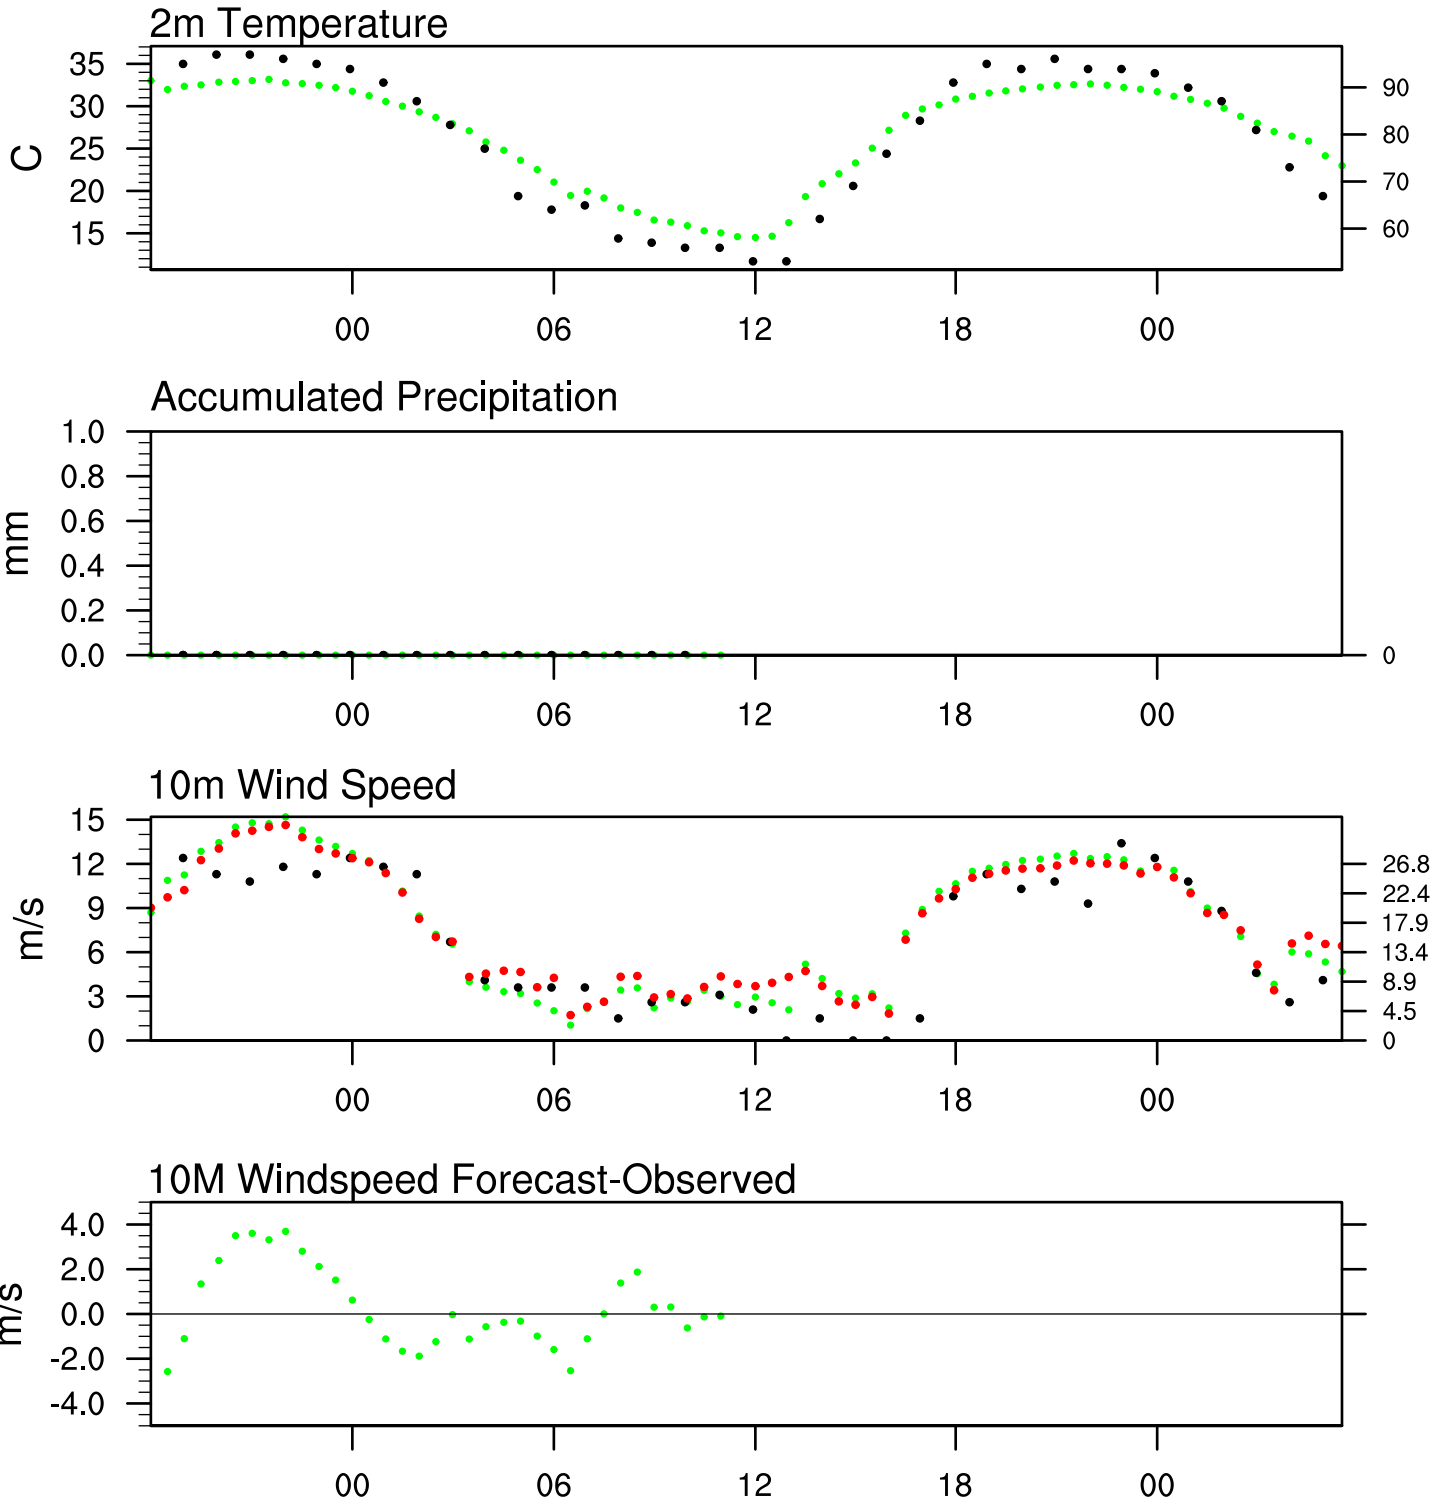 2m Temperature
35
30
25
20
15
C
90
80
70
60
00 06 12 18 00
Accumulated Precipitation
1.0
0.8
0.6
0.4
0.2
0.0
mm
0
00 06 12 18 00
10m Wind Speed
15
12
9
6
3
0
m/s
26.8
22.4
17.9
13.4
8.9
4.5
0
00 06 12 18 00
10M Windspeed Forecast-Observed
4.0
2.0
0.0
-2.0
-4.0
m/s
00 06 12 18 00